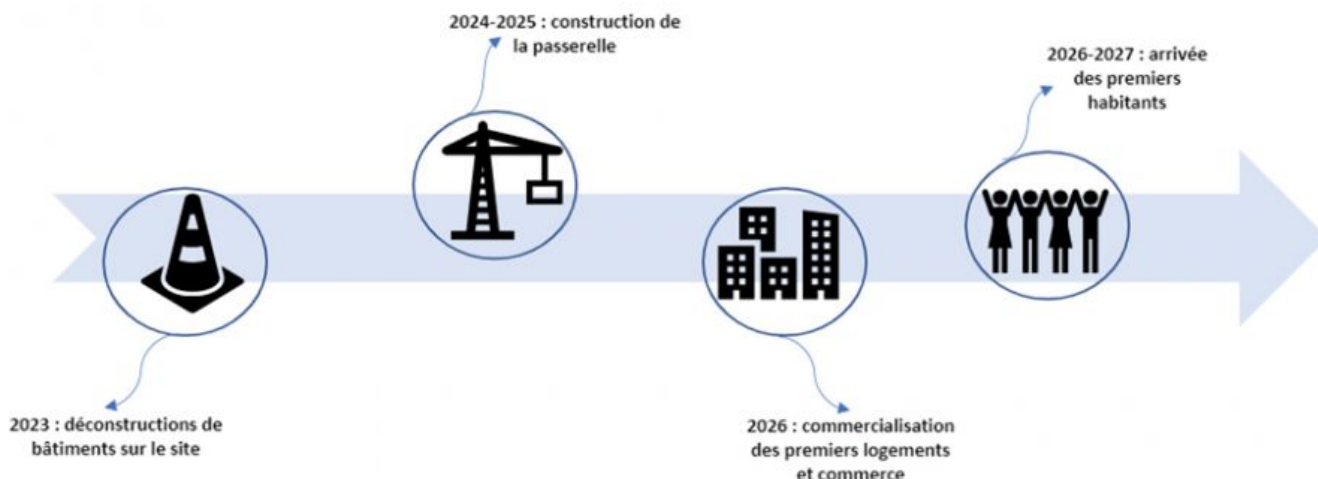 2024-2025 : construction de
la passerelle
2026-2027 : arrivée
des premiers
habitants
2023 : déconstructions de
bâtiments sur le site
2026 : commercialisation
des premiers logements
et commerce